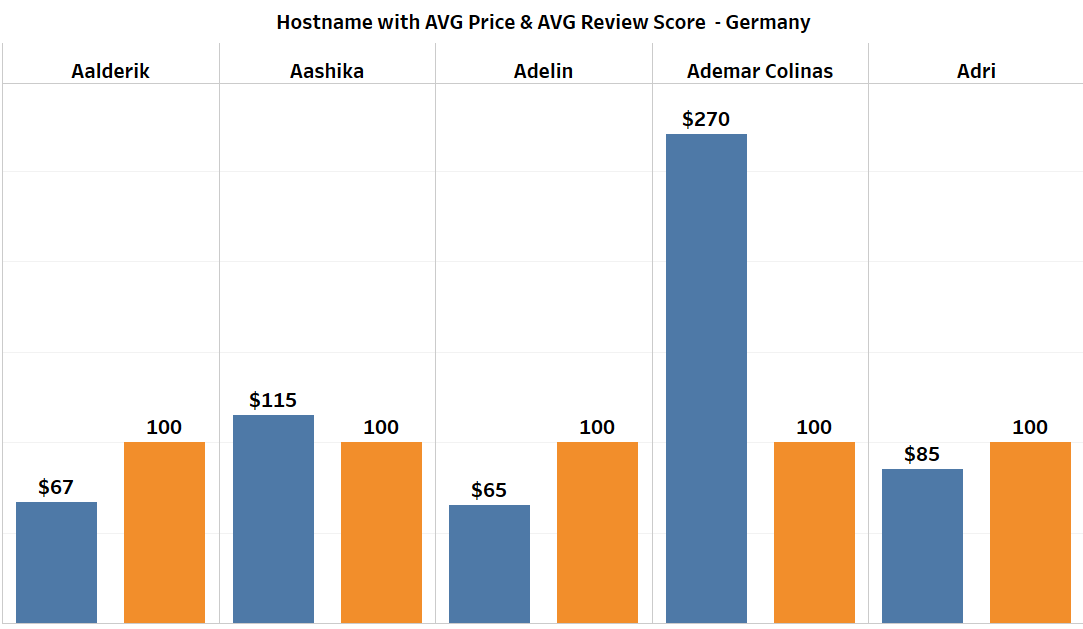 Hostname with AVG Price & AVG Review Score - Germany
Aalderik Aashika Adelin Ademar Colinas Adri
$270
$115
100 100 100 100 100
$85
$67 $65